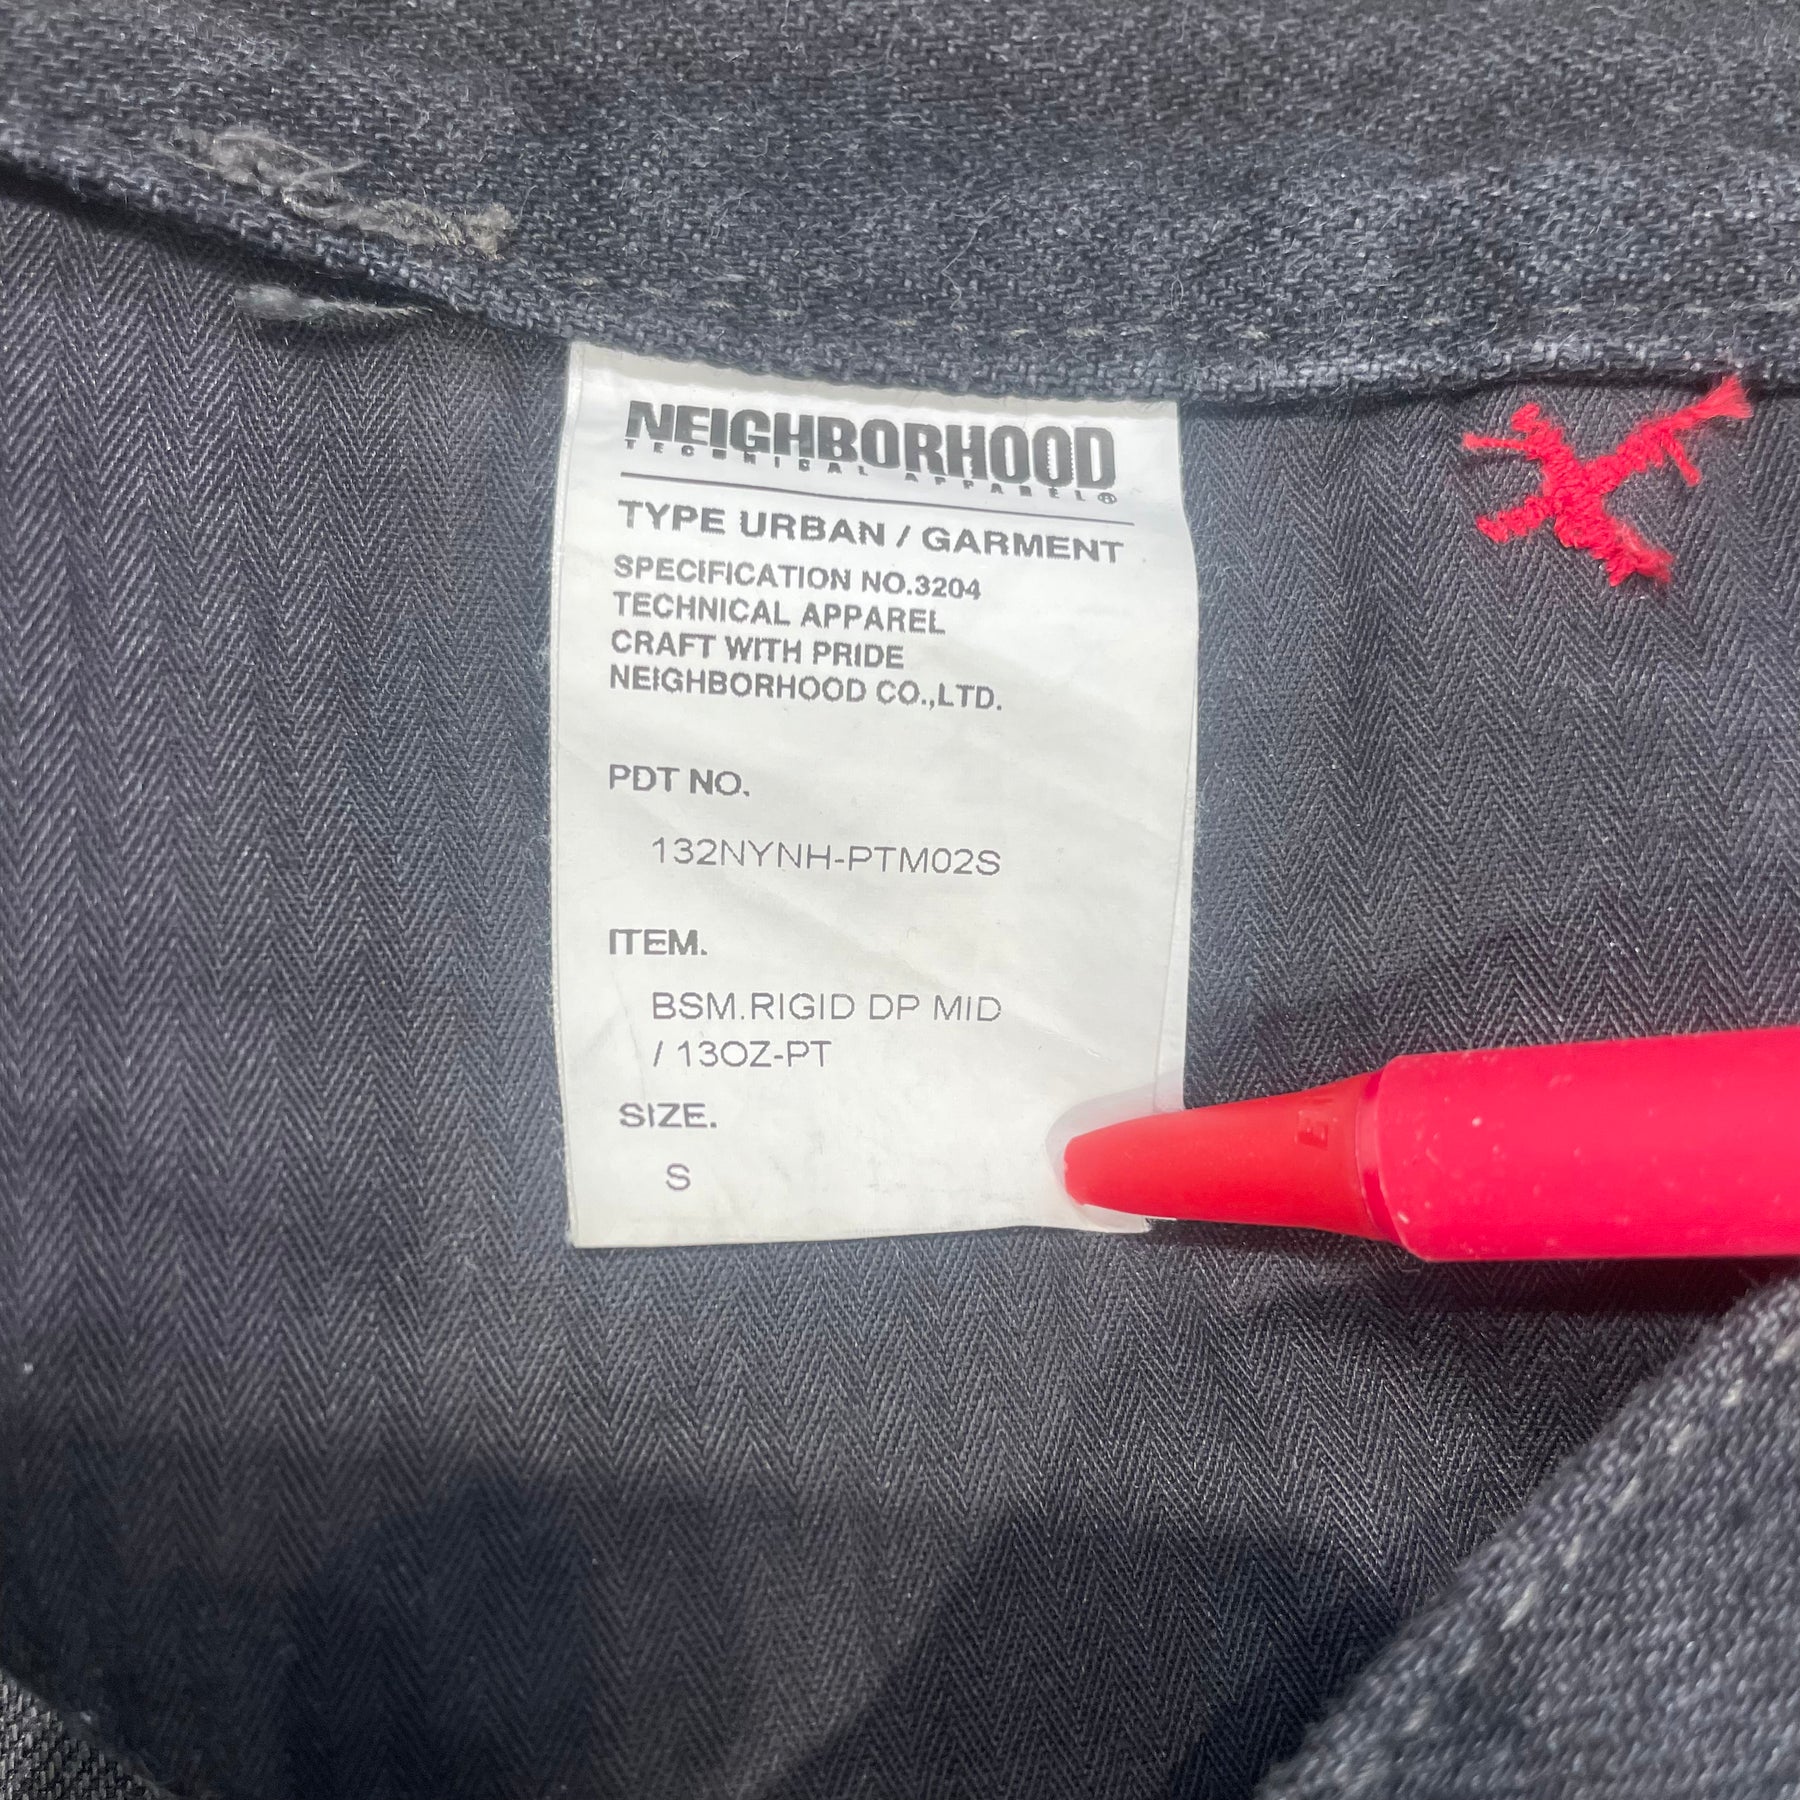 NEIGHBORHOOD
TECHNICAL APPAREL®
TYPE URBAN / GARMENT
SPECIFICATION NO.3204
TECHNICAL APPAREL
CRAFT WITH PRIDE
NEIGHBORHOOD CO.,LTD.
PDT NO.
132NYNH-PTM02S
ITEM.
BSM.RIGID DP MID
/ 13OZ-PT
SIZE.
S